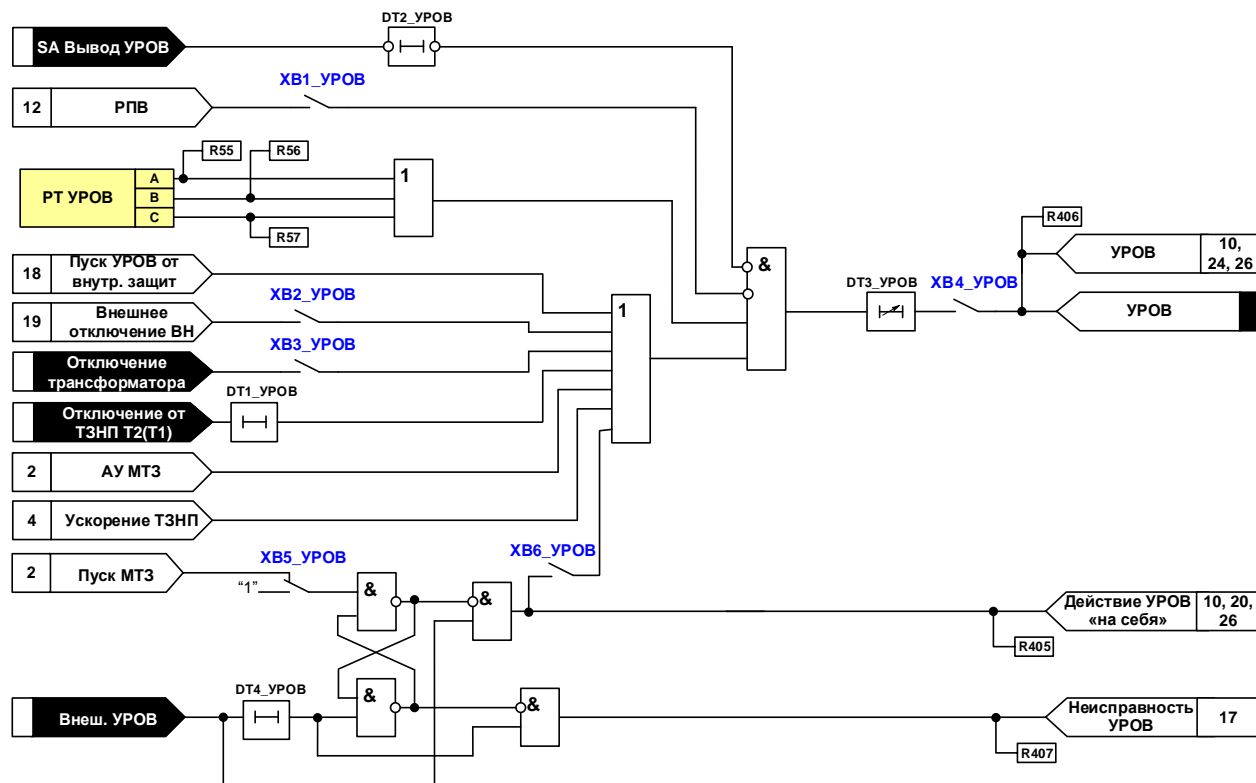 DT2_УРОВ
SA Вывод УРОВ
XB1_УРОВ
12 РПВ
R55 R56
РТ УРОВ
A
B
C
1
R57
R406
УРОВ 10,
24, 26
18 Пуск УРОВ от
внутр. защит
&
DT3_УРОВ XB4_УРОВ
УРОВ
XB2_УРОВ
19 Внешнее
отключение ВН
1
XB3_УРОВ
Отключение
трансформатора
DT1_УРОВ
Отключение от
ТЗНП Т2(Т1)
2 АУ МТЗ
4 Ускорение ТЗНП
XB5_УРОВ
XB6_УРОВ
2 Пуск МТЗ
“1”
&
&
Действие УРОВ
«на себя»
10, 20,
26
R405
DT4_УРОВ
&
&
Внеш. УРОВ
Неисправность
УРОВ
17
R407